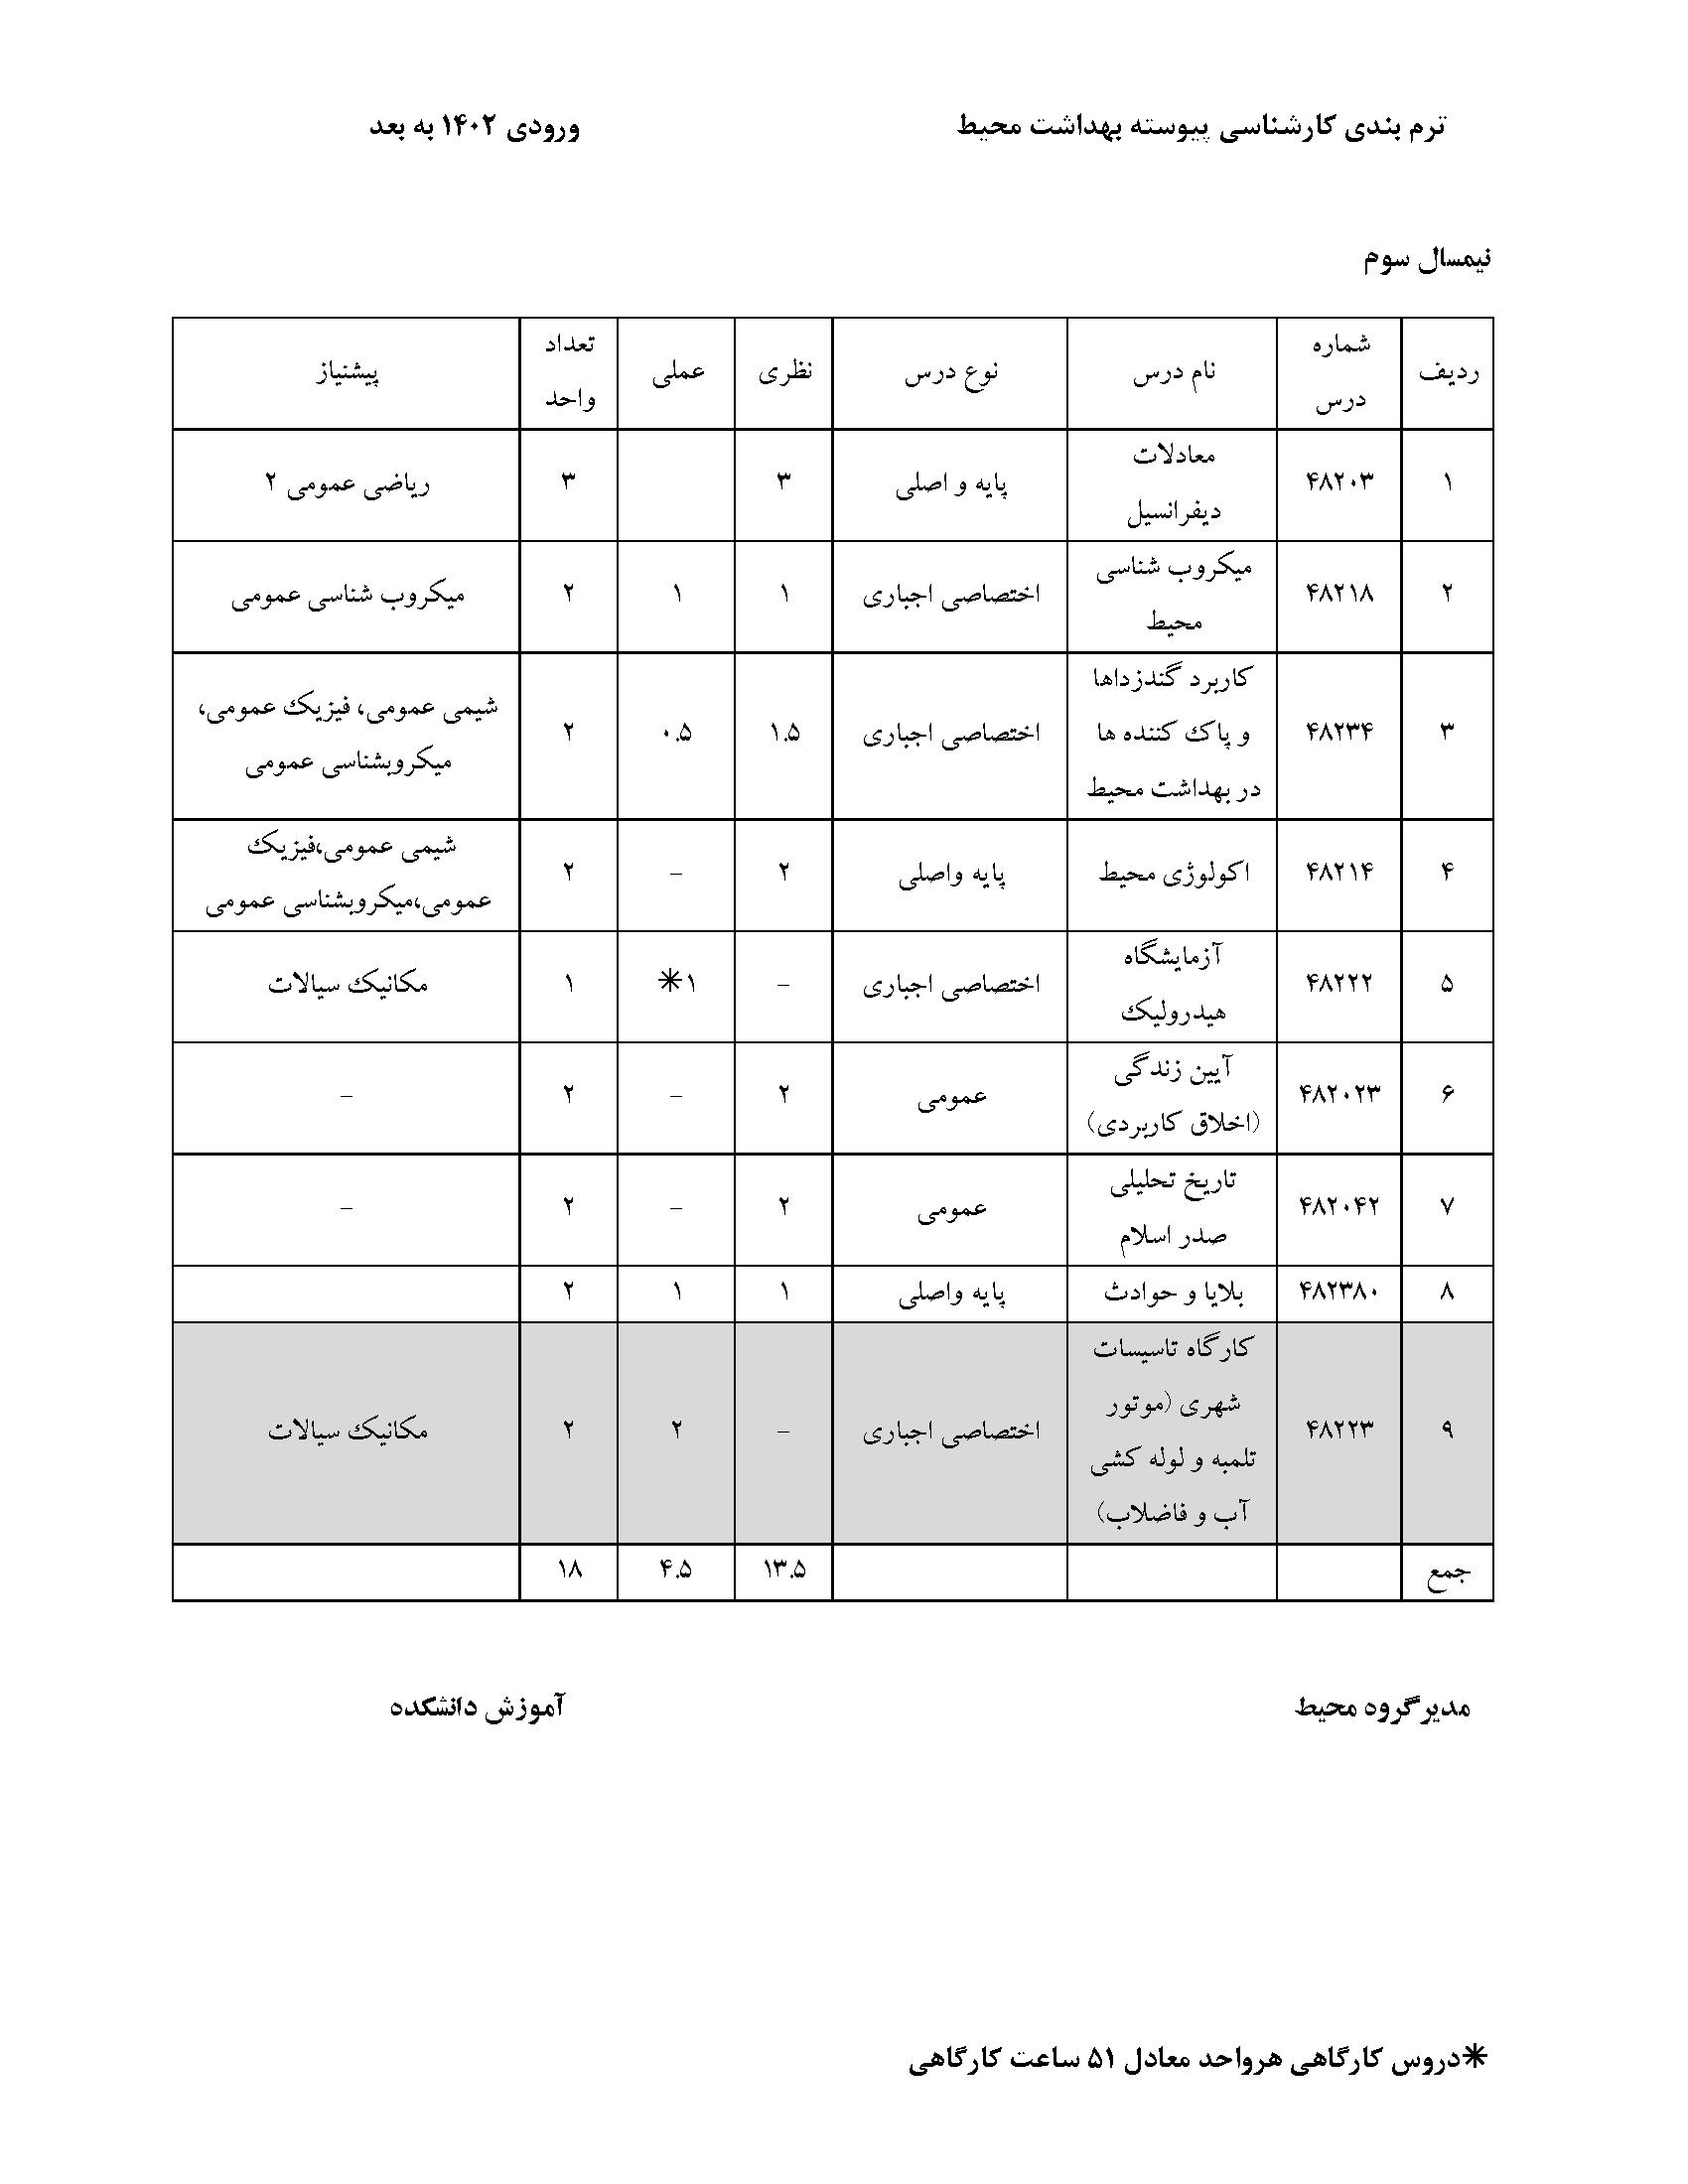 ترم بندی کارشناسی پیوسته بهداشت محیط ورودی ۱۴۰۲ به بعد
نیمسال سوم
ردیف شماره درس نام درس نوع درس نظری عملی تعداد واحد پیشنیاز
۱ ۴۸۲۰۳ معادلات دیفرانسیل پایه و اصلی ۳ ۳ ریاضی عمومی ۲
۲ ۴۸۲۱۸ میکروب شناسی محیط اختصاصی اجباری ۱ ۱ ۲ میکروب شناسی عمومی
۳ ۴۸۲۳۴ کاربرد گندزداها و پاک کننده ها در بهداشت محیط اختصاصی اجباری ۱.۵ ۰.۵ ۲ شیمی عمومی، فیزیک عمومی، میکروبشناسی عمومی
۴ ۴۸۲۱۴ اکولوژی محیط پایه واصلی ۲ – ۲ شیمی عمومی،فیزیک عمومی،میکروبشناسی عمومی
۵ ۴۸۲۲۲ آزمایشگاه هیدرولیک اختصاصی اجباری – ۱✳ ۱ مکانیک سیالات
۶ ۴۸۲۰۲۳ آیین زندگی (اخلاق کاربردی) عمومی ۲ – ۲ –
۷ ۴۸۲۰۴۲ تاریخ تحلیلی صدر اسلام عمومی ۲ – ۲ –
۸ ۴۸۲۳۸۰ بلایا و حوادث پایه واصلی ۱ ۱ ۲
۹ ۴۸۲۲۳ کارگاه تاسیسات شهری (موتور تلمبه و لوله کشی آب و فاضلاب) اختصاصی اجباری – ۲ ۲ مکانیک سیالات
جمع ۱۳.۵ ۴.۵ ۱۸
مدیرگروه محیط آموزش دانشکده
✳دروس کارگاهی هرواحد معادل ۵۱ ساعت کارگاهی